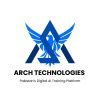 ARCH TECHNOLOGIES
Pakistan's Digital AI Training Platform